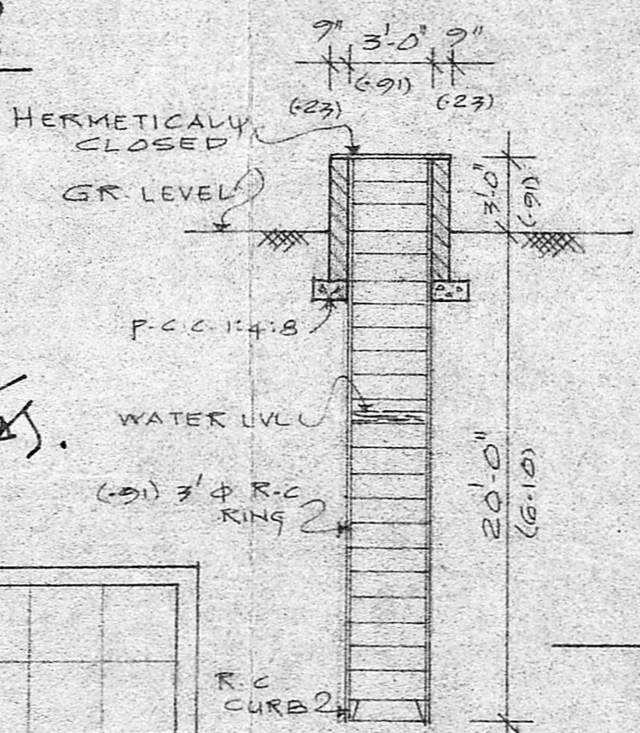 9" 3'-0" 9"
(·23) (·91) (·23)
HERMETICALY
CLOSED
GR. LEVEL
3'-0"
(·91)
P.C.C. 1:4:8
WATER LVL
(·91) 3' ф R.C
RING
20'-0"
(6·10)
R.C
CURB